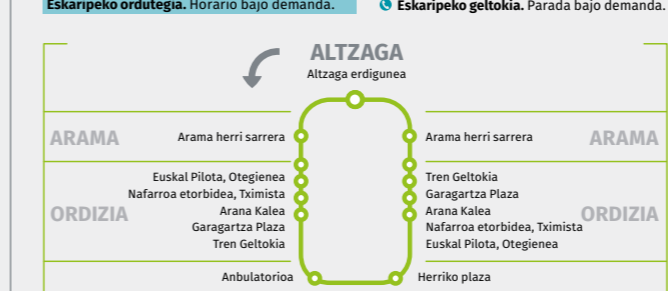 Eskaripeko ordutegia. Horario bajo demanda.
Eskaripeko geltokia. Parada bajo demanda.
ALTZAGA
Altzaga erdigunea
ARAMA
Arama herri sarrera
Arama herri sarrera
ARAMA
ORDIZIA
Euskal Pilota, Otegienea
Nafarroa etorbidea, Tximista
Arana Kalea
Garagartza Plaza
Tren Geltokia
Tren Geltokia
Garagartza Plaza
Arana Kalea
Nafarroa etorbidea, Tximista
Euskal Pilota, Otegienea
ORDIZIA
Anbulatorioa
Herriko plaza